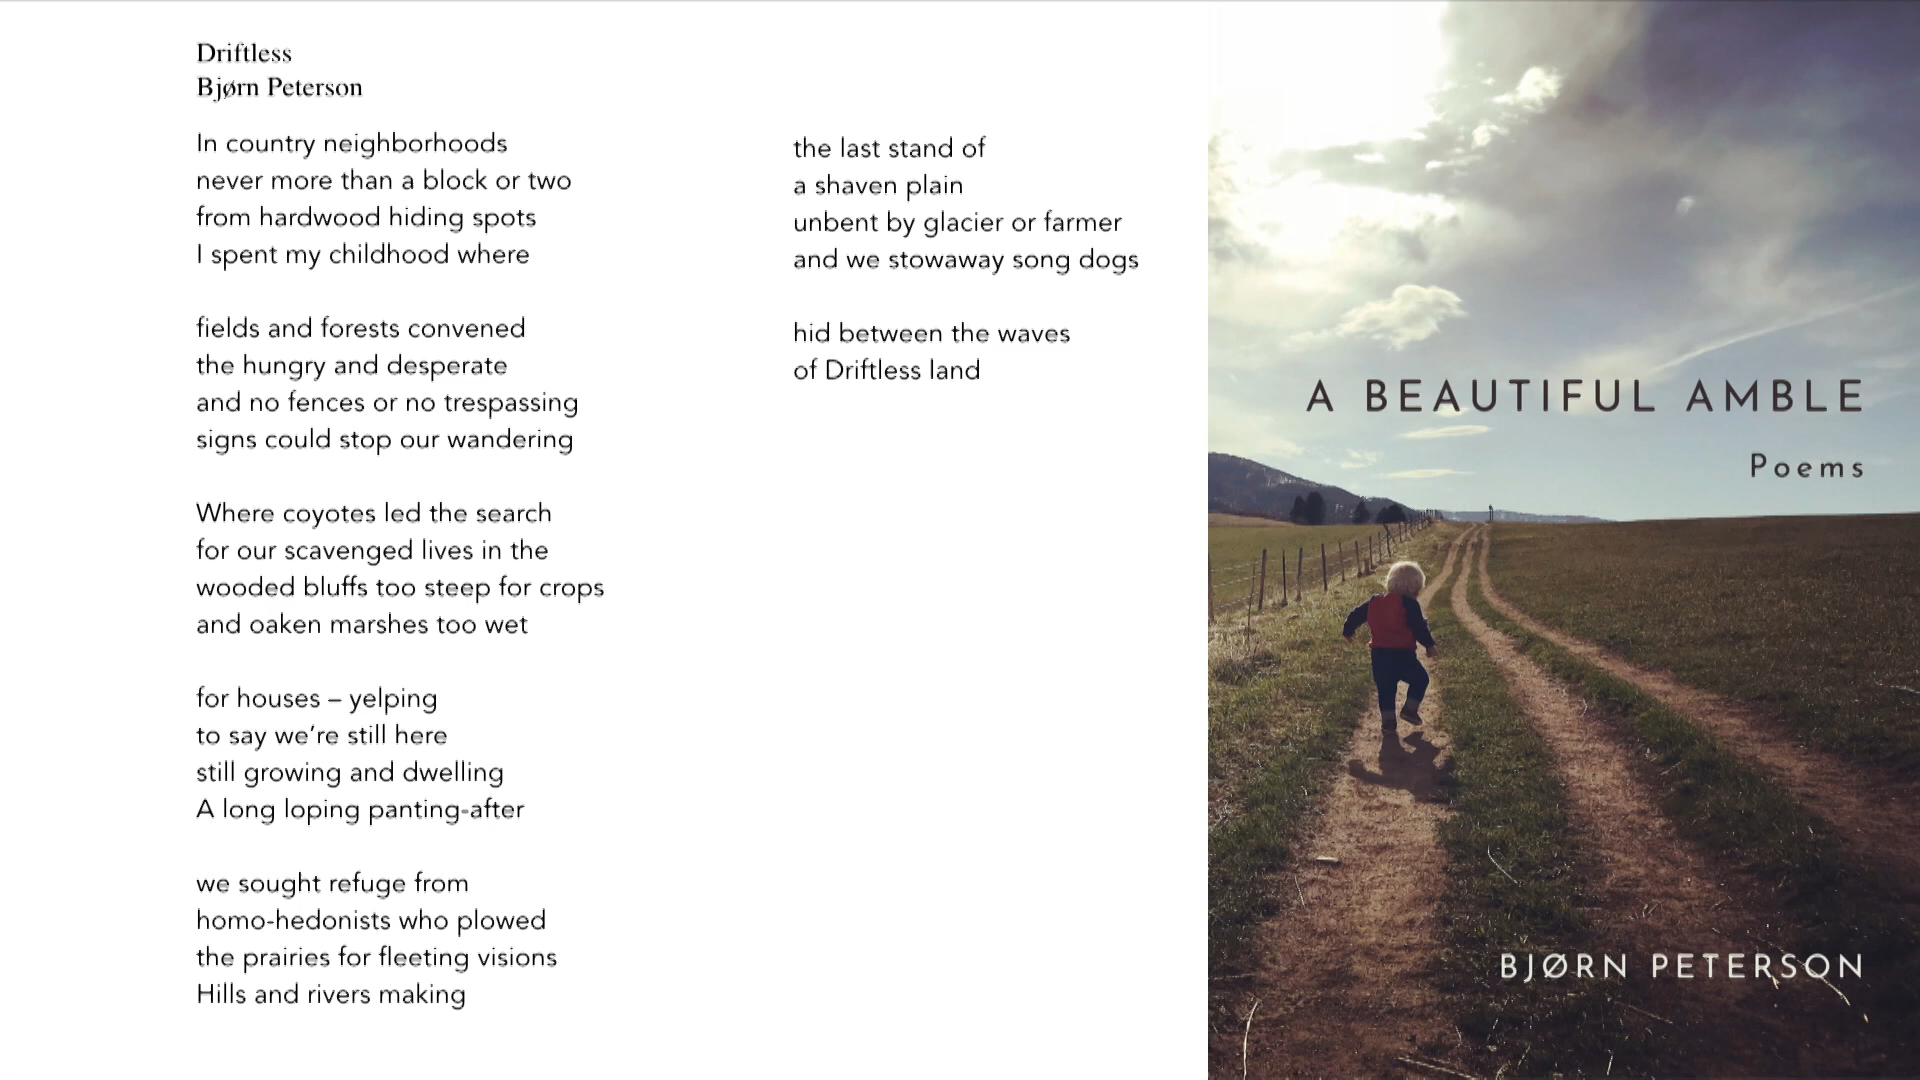 Driftless
Bjørn Peterson
In country neighborhoods
never more than a block or two
from hardwood hiding spots
I spent my childhood where
fields and forests convened
the hungry and desperate
and no fences or no trespassing
signs could stop our wandering
Where coyotes led the search
for our scavenged lives in the
wooded bluffs too steep for crops
and oaken marshes too wet
for houses – yelping
to say we’re still here
still growing and dwelling
A long loping panting-after
we sought refuge from
homo-hedonists who plowed
the prairies for fleeting visions
Hills and rivers making
the last stand of
a shaven plain
unbent by glacier or farmer
and we stowaway song dogs
hid between the waves
of Driftless land
A BEAUTIFUL AMBLE
Poems
BJØRN PETERSON